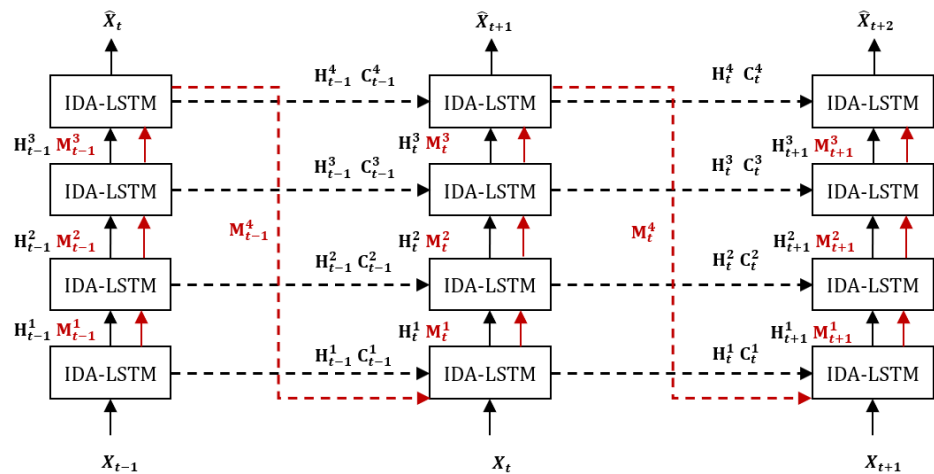 X̂_t X̂_{t+1} X̂_{t+2}
H^4_{t-1} C^4_{t-1} H^4_t C^4_t
IDA-LSTM IDA-LSTM IDA-LSTM
H^3_{t-1} M^3_{t-1} H^3_t M^3_t H^3_{t+1} M^3_{t+1}
H^3_{t-1} C^3_{t-1} H^3_t C^3_t
IDA-LSTM IDA-LSTM IDA-LSTM
M^4_{t-1} M^4_t
H^2_{t-1} M^2_{t-1} H^2_t M^2_t H^2_{t+1} M^2_{t+1}
H^2_{t-1} C^2_{t-1} H^2_t C^2_t
IDA-LSTM IDA-LSTM IDA-LSTM
H^1_{t-1} M^1_{t-1} H^1_t M^1_t H^1_{t+1} M^1_{t+1}
H^1_{t-1} C^1_{t-1} H^1_t C^1_t
IDA-LSTM IDA-LSTM IDA-LSTM
X_{t-1} X_t X_{t+1}